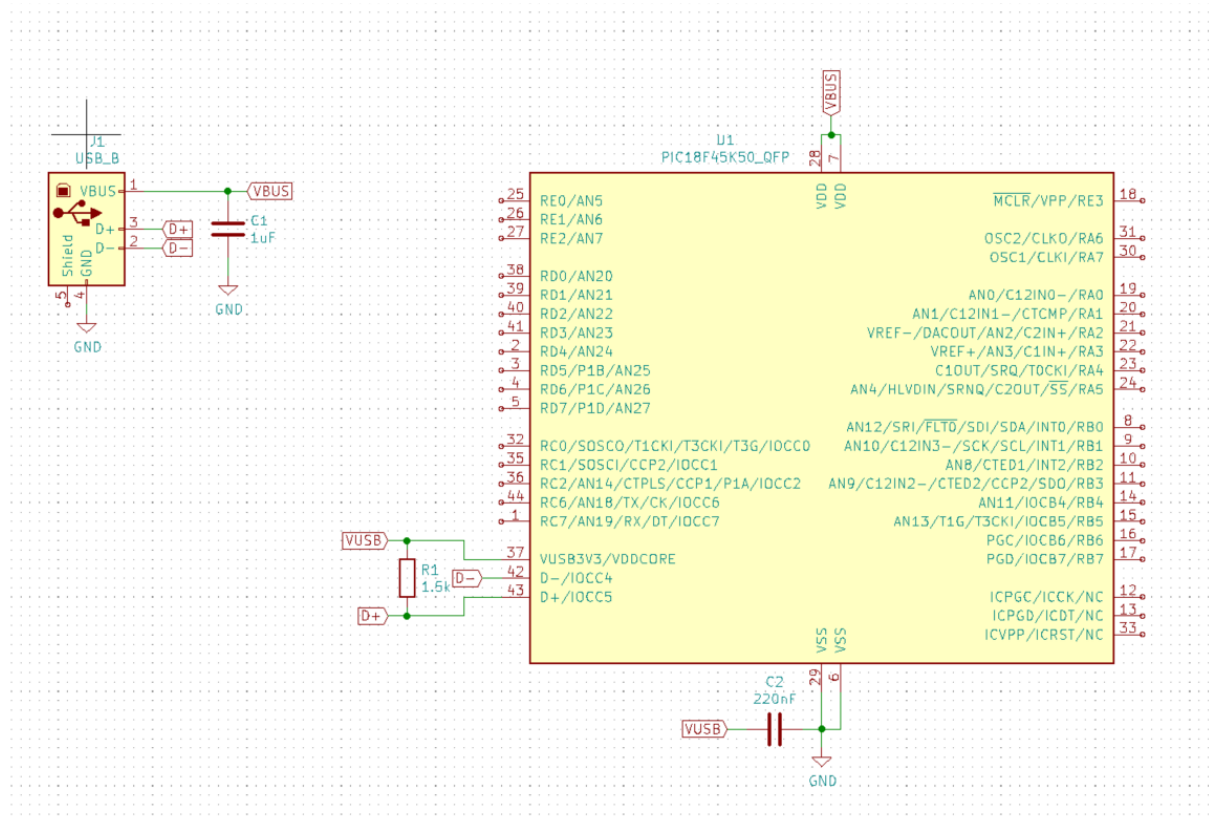 VBUS
J1
USB_B
U1
PIC18F45K50_QFP
28
7
VDD
VDD
VBUS 1
VBUS
D+ 3
D+
D- 2
D-
Shield
GND
5
4
GND
C1
1uF
GND
25 RE0/AN5
26 RE1/AN6
27 RE2/AN7
38 RD0/AN20
39 RD1/AN21
40 RD2/AN22
41 RD3/AN23
2 RD4/AN24
3 RD5/P1B/AN25
4 RD6/P1C/AN26
5 RD7/P1D/AN27
32 RC0/SOSCO/T1CKI/T3CKI/T3G/IOCC0
35 RC1/SOSCI/CCP2/IOCC1
36 RC2/AN14/CTPLS/CCP1/P1A/IOCC2
44 RC6/AN18/TX/CK/IOCC6
1 RC7/AN19/RX/DT/IOCC7
VUSB
37 VUSB3V3/VDDCORE
R1
1.5k
D-
42 D-/IOCC4
43 D+/IOCC5
D+
MCLR/VPP/RE3 18
OSC2/CLKO/RA6 31
OSC1/CLKI/RA7 30
AN0/C12IN0-/RA0 19
AN1/C12IN1-/CTCMP/RA1 20
VREF-/DACOUT/AN2/C2IN+/RA2 21
VREF+/AN3/C1IN+/RA3 22
C1OUT/SRQ/T0CKI/RA4 23
AN4/HLVDIN/SRNQ/C2OUT/SS/RA5 24
AN12/SRI/FLT0/SDI/SDA/INT0/RB0 8
AN10/C12IN3-/SCK/SCL/INT1/RB1 9
AN8/CTED1/INT2/RB2 10
AN9/C12IN2-/CTED2/CCP2/SDO/RB3 11
AN11/IOCB4/RB4 14
AN13/T1G/T3CKI/IOCB5/RB5 15
PGC/IOCB6/RB6 16
PGD/IOCB7/RB7 17
ICPGC/ICCK/NC 12
ICPGD/ICDT/NC 13
ICVPP/ICRST/NC 33
VSS
VSS
29
6
C2
220nF
VUSB
GND